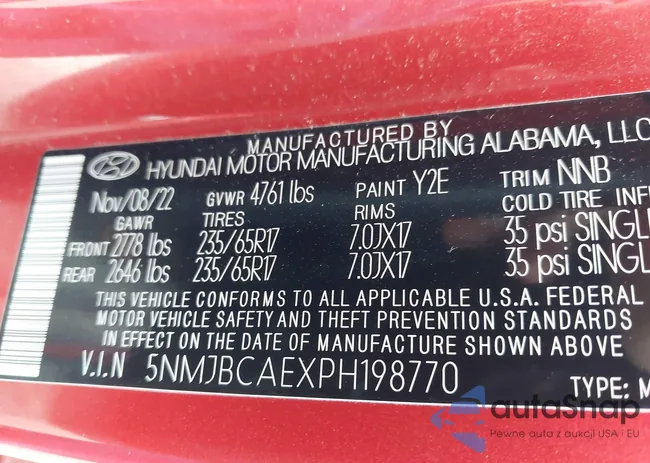 MANUFACTURED BY
HYUNDAI MOTOR MANUFACTURING ALABAMA, LLC
Nov/08/22 GVWR 4761 lbs PAINT Y2E TRIM NNB
GAWR TIRES RIMS COLD TIRE INF
FRONT 2778 lbs 235/65R17 7.0JX17 35 psi SINGL
REAR 2646 lbs 235/65R17 7.0JX17 35 psi SINGL
THIS VEHICLE CONFORMS TO ALL APPLICABLE U.S.A. FEDERAL
MOTOR VEHICLE SAFETY AND THEFT PREVENTION STANDARDS
IN EFFECT ON THE DATE OF MANUFACTURE SHOWN ABOVE
V.I.N 5NMJBCAEXPH198770
TYPE: M
autoSnap
Pewne auta z aukcji USA i EU